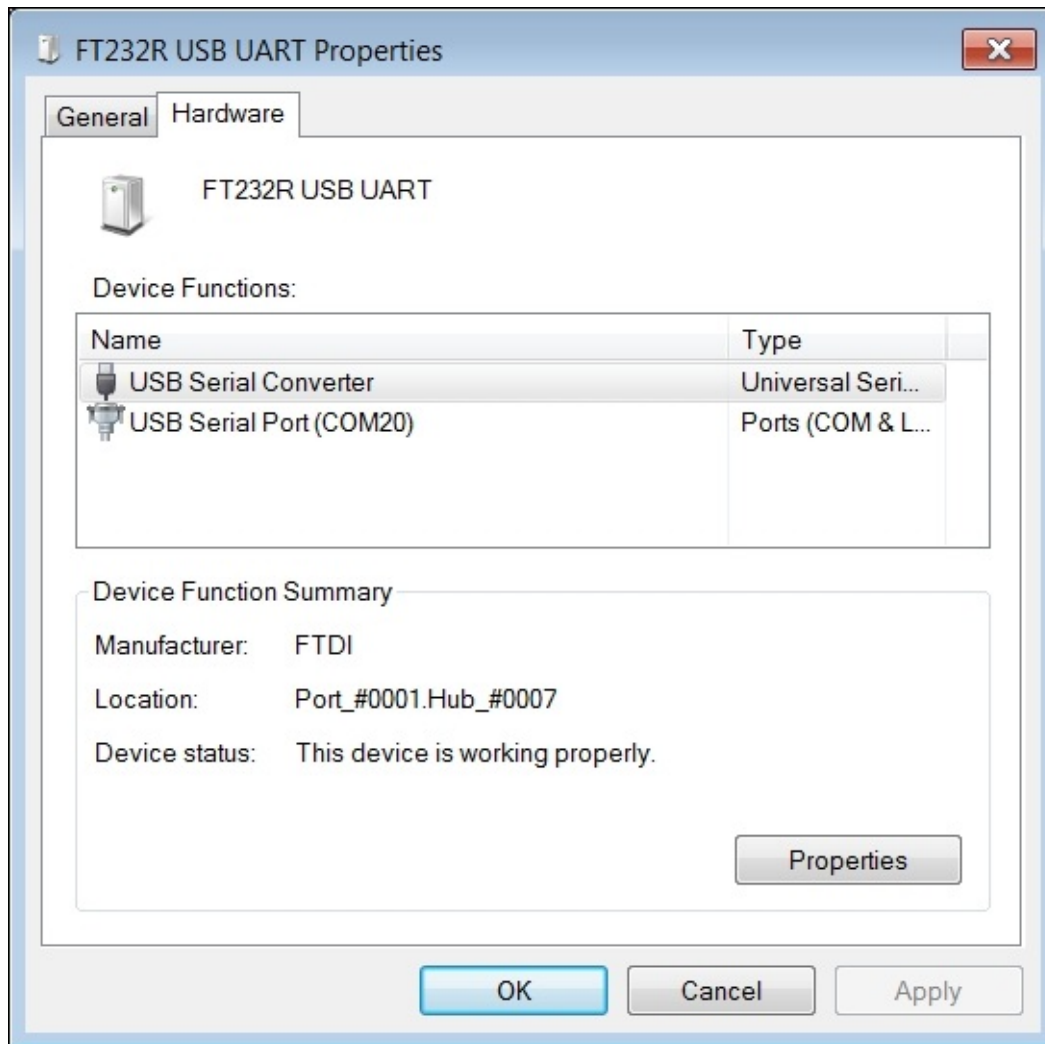 FT232R USB UART Properties
General Hardware
FT232R USB UART
Device Functions:
Name Type
USB Serial Converter Universal Seri...
USB Serial Port (COM20) Ports (COM & L...
Device Function Summary
Manufacturer: FTDI
Location: Port_#0001.Hub_#0007
Device status: This device is working properly.
Properties
OK Cancel Apply